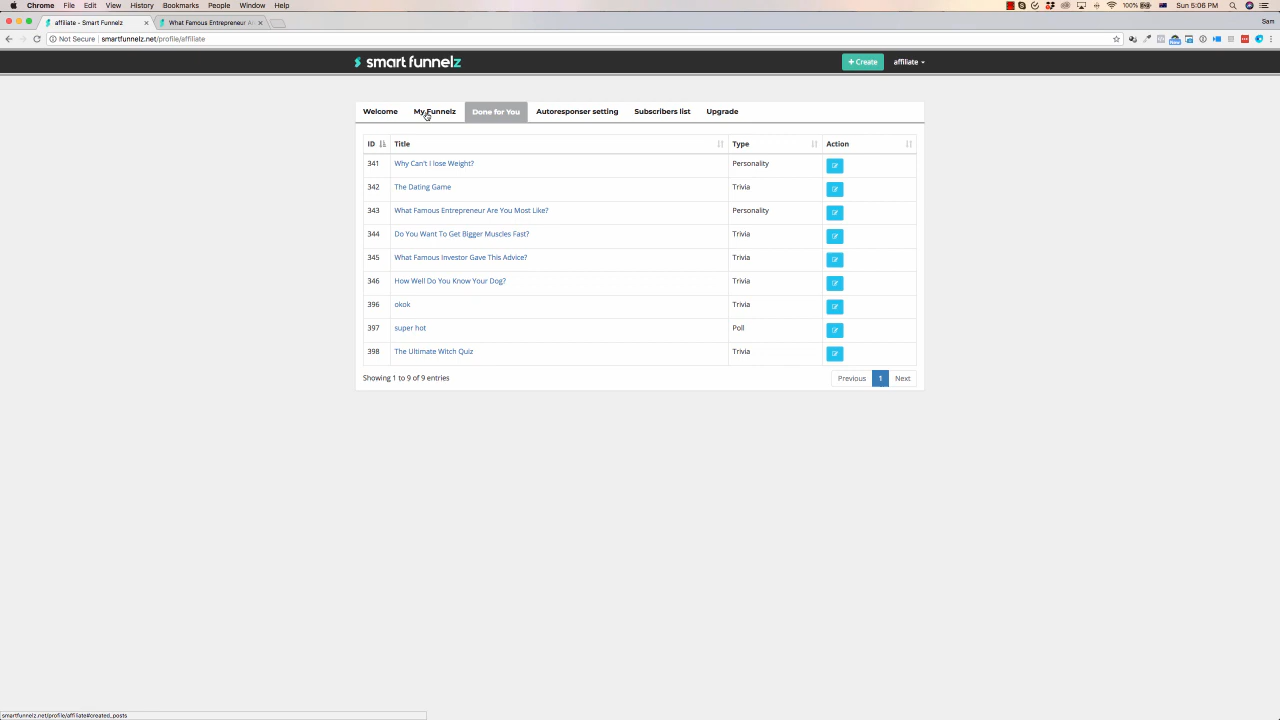 Chrome File Edit View History Bookmarks People Window Help 100% Sun 5:06 PM
affiliate - Smart Funnelz What Famous Entrepreneur A Sam
Not Secure smartfunnelz.net/profile/affiliate
smart funnelz + Create affiliate
Welcome My Funnelz Done for You Autoresponser setting Subscribers list Upgrade
ID Title Type Action
341 Why Can't I lose Weight? Personality
342 The Dating Game Trivia
343 What Famous Entrepreneur Are You Most Like? Personality
344 Do You Want To Get Bigger Muscles Fast? Trivia
345 What Famous Investor Gave This Advice? Trivia
346 How Well Do You Know Your Dog? Trivia
396 okok Trivia
397 super hot Poll
398 The Ultimate Witch Quiz Trivia
Showing 1 to 9 of 9 entries Previous 1 Next
smartfunnelz.net/profile/affiliate#created_posts